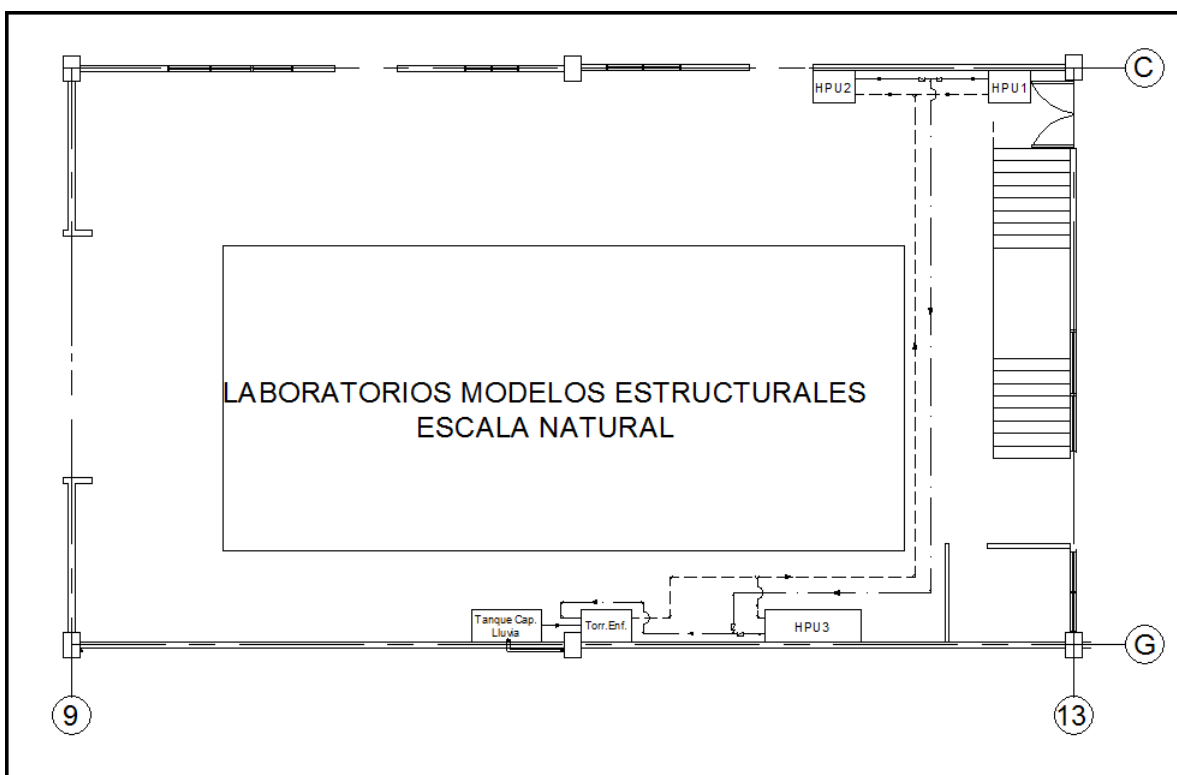 C
HPU2
HPU1
LABORATORIOS MODELOS ESTRUCTURALES
ESCALA NATURAL
Tanque Cap.
Lluvia
Torr.Enf.
HPU3
G
9
13